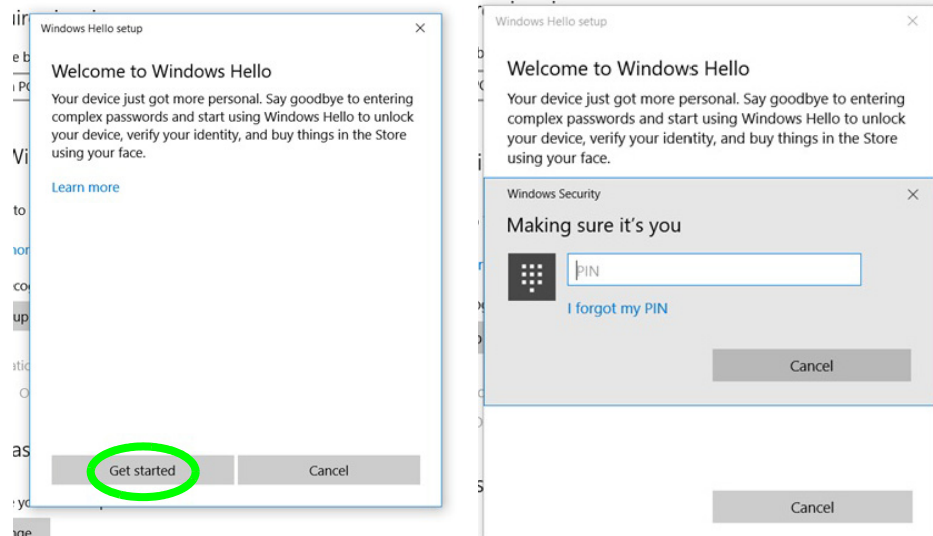 Windows Hello setup
Welcome to Windows Hello
Your device just got more personal. Say goodbye to entering
complex passwords and start using Windows Hello to unlock
your device, verify your identity, and buy things in the Store
using your face.
Learn more
Get started
Cancel
Windows Hello setup
Welcome to Windows Hello
Your device just got more personal. Say goodbye to entering
complex passwords and start using Windows Hello to unlock
your device, verify your identity, and buy things in the Store
using your face.
Windows Security
Making sure it's you
PIN
I forgot my PIN
Cancel
Cancel